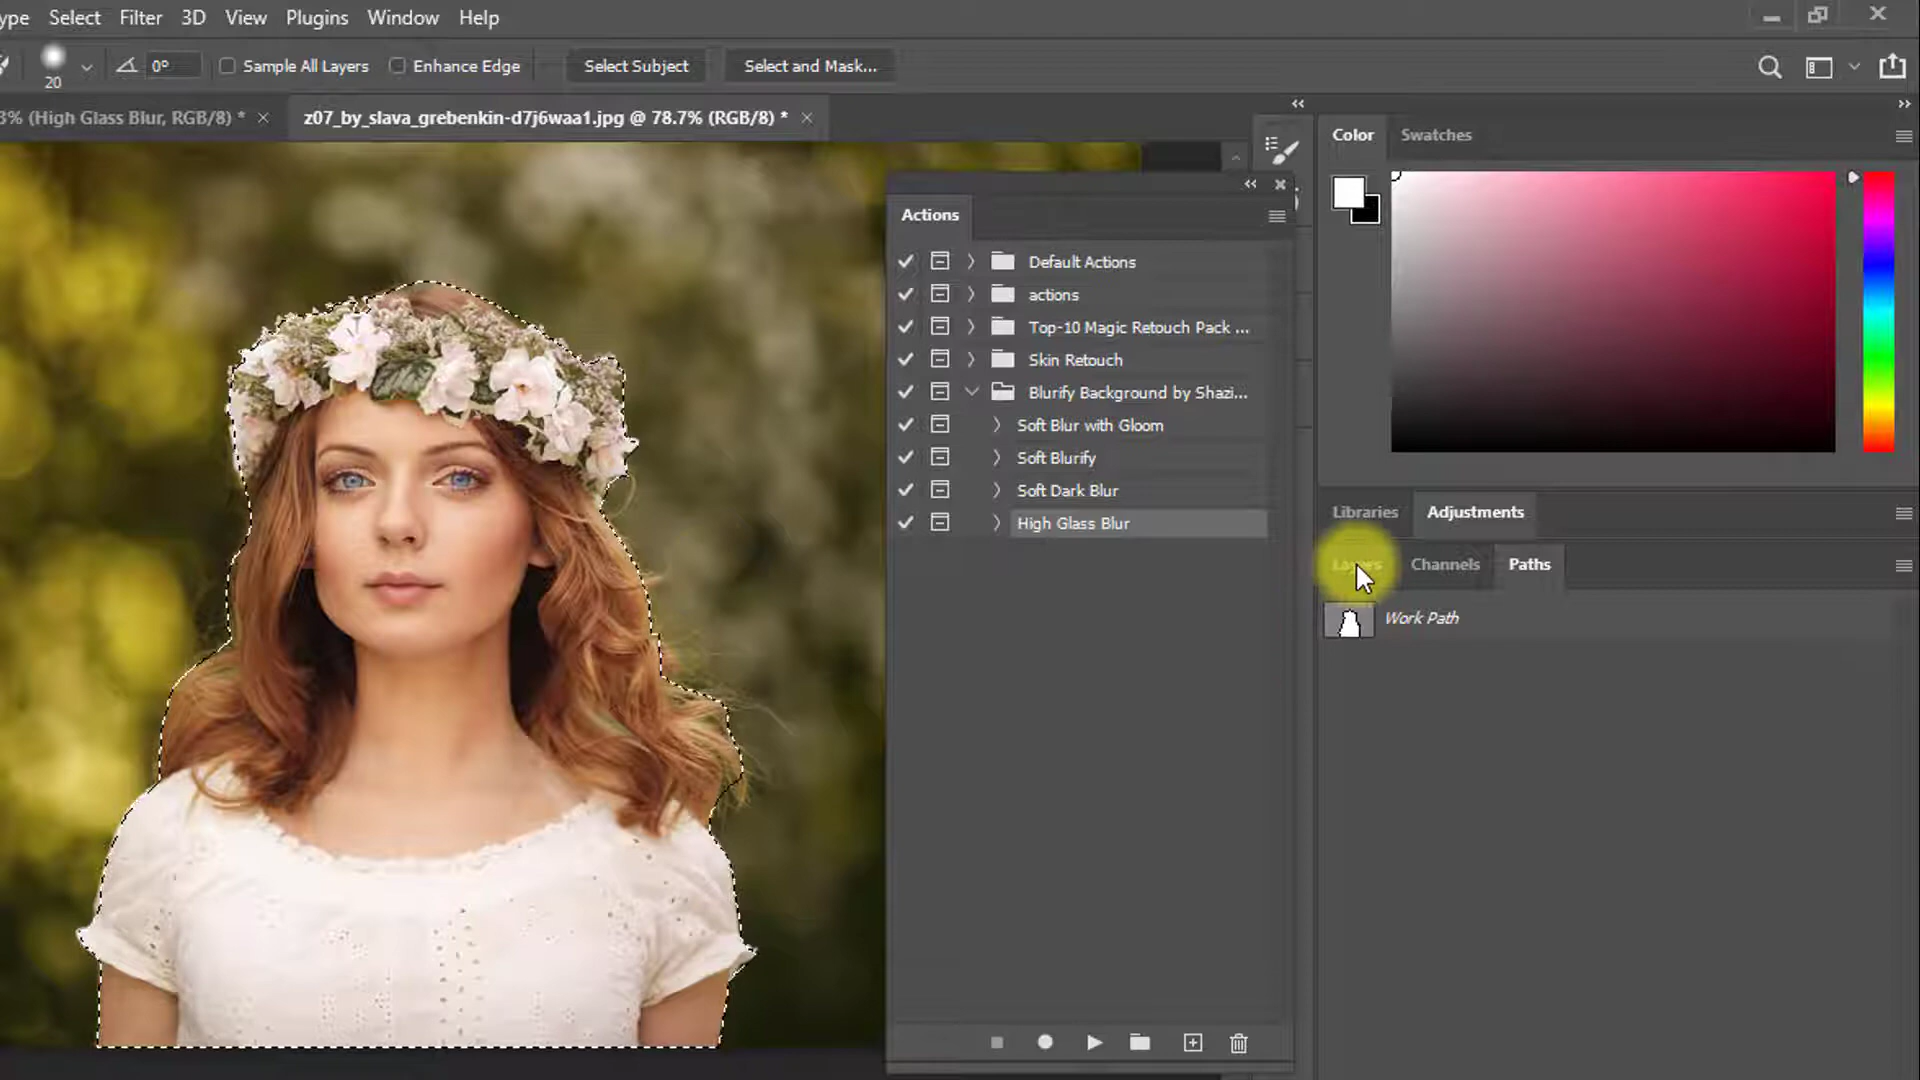 ype Select Filter 3D View Plugins Window Help
20 0° Sample All Layers Enhance Edge Select Subject Select and Mask...
3% (High Glass Blur, RGB/8) * z07_by_slava_grebenkin-d7j6waa1.jpg @ 78.7% (RGB/8) *
Color Swatches
Actions
Default Actions
actions
Top-10 Magic Retouch Pack ...
Skin Retouch
Blurify Background by Shazi...
Soft Blur with Gloom
Soft Blurify
Soft Dark Blur
High Glass Blur
Libraries Adjustments
Layers Channels Paths
Work Path